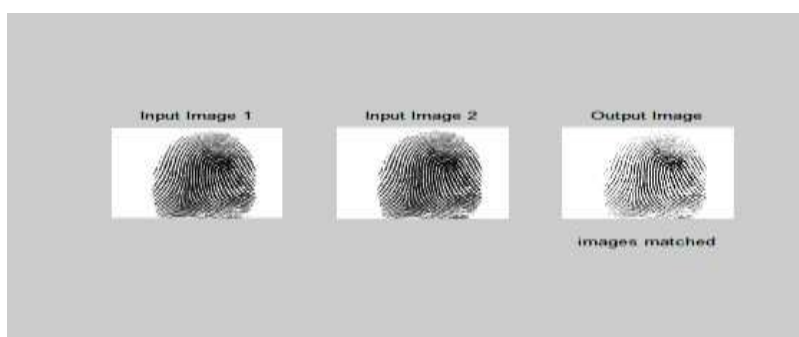 Input Image 1
Input Image 2
Output Image
images matched